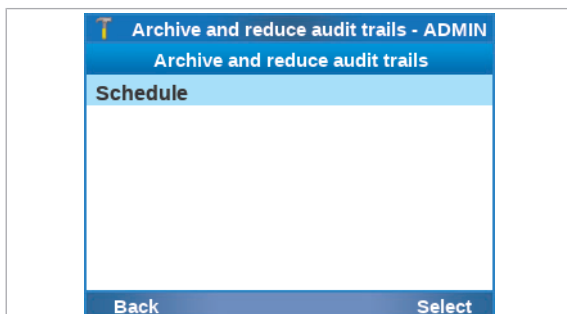 Archive and reduce audit trails - ADMIN
Archive and reduce audit trails
Schedule
Back Select